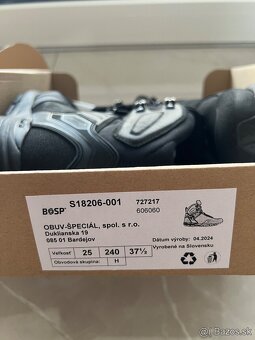 BOSP S18206-001 727217
606060
OBUV-ŠPECIÁL, spol. s r.o.
Duklianska 19
085 01 Bardejov
Dátum výroby: 04.2024
Vyrobené na Slovensku
Veľkosť 25 240 37½
Obvodová skupina: H
bazos.sk